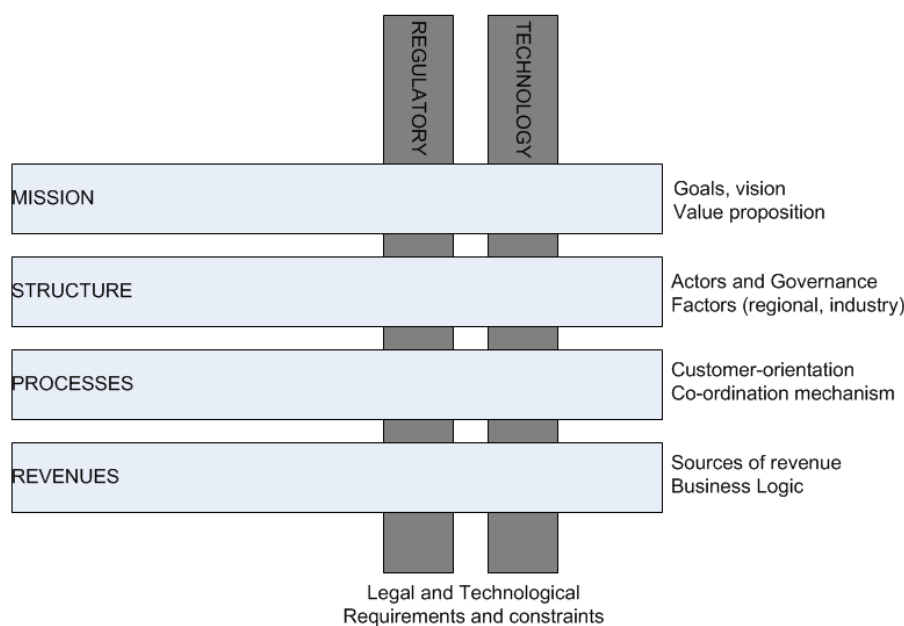 REGULATORY
TECHNOLOGY
MISSION
Goals, vision
Value proposition
STRUCTURE
Actors and Governance
Factors (regional, industry)
PROCESSES
Customer-orientation
Co-ordination mechanism
REVENUES
Sources of revenue
Business Logic
Legal and Technological
Requirements and constraints